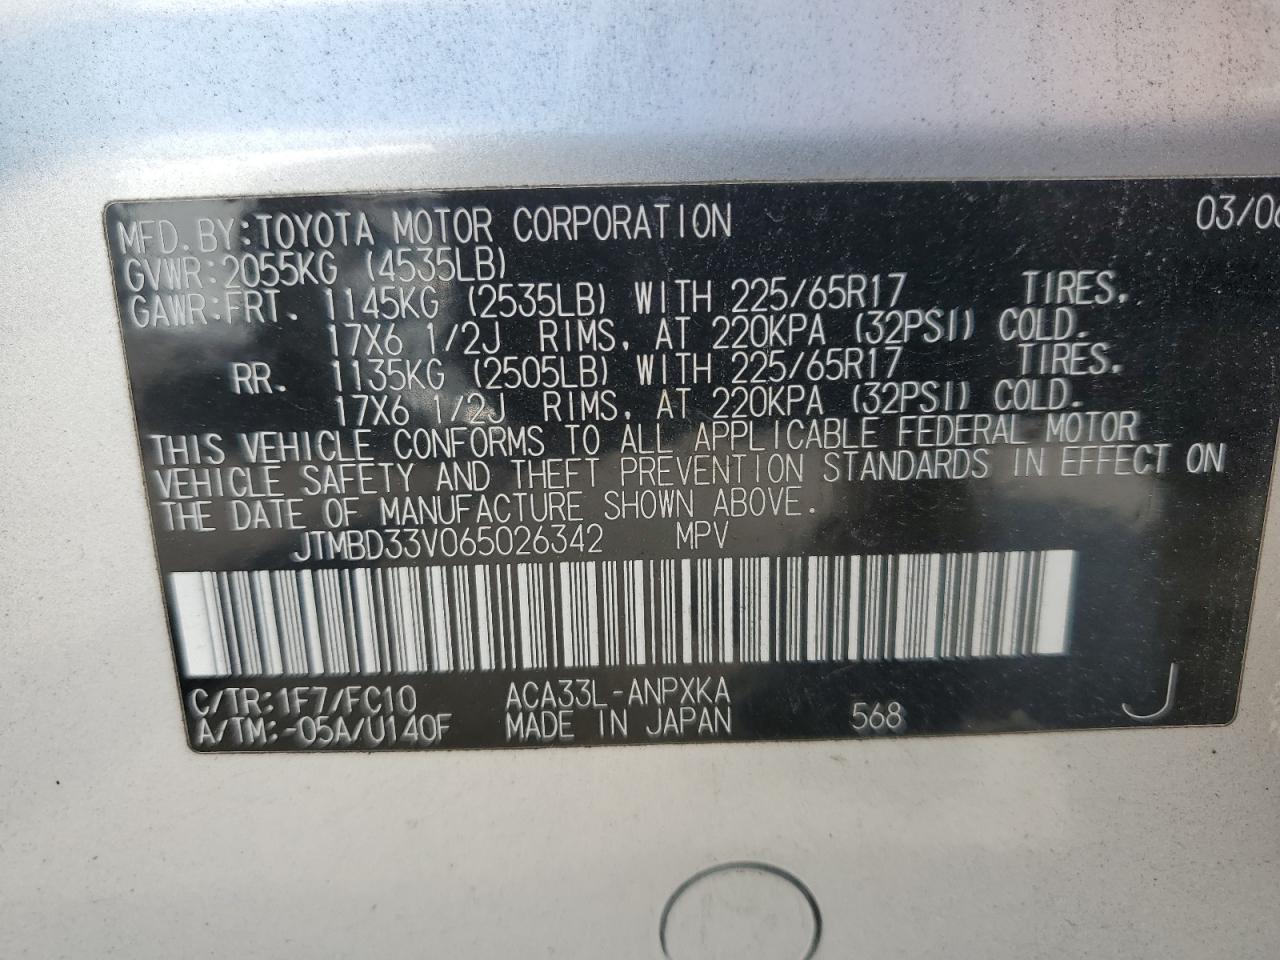 MFD. BY:TOYOTA MOTOR CORPORATION 03/06
GVWR:2055KG (4535LB)
GAWR:FRT. 1145KG (2535LB) WITH 225/65R17 TIRES,
17X6 1/2J RIMS, AT 220KPA (32PSI) COLD.
RR. 1135KG (2505LB) WITH 225/65R17 TIRES,
17X6 1/2J RIMS, AT 220KPA (32PSI) COLD.
THIS VEHICLE CONFORMS TO ALL APPLICABLE FEDERAL MOTOR
VEHICLE SAFETY AND THEFT PREVENTION STANDARDS IN EFFECT ON
THE DATE OF MANUFACTURE SHOWN ABOVE.
JTMBD33V065026342 MPV
C/TR:1F7/FC10 ACA33L-ANPXKA
A/TM:-05A/U140F MADE IN JAPAN 568 J